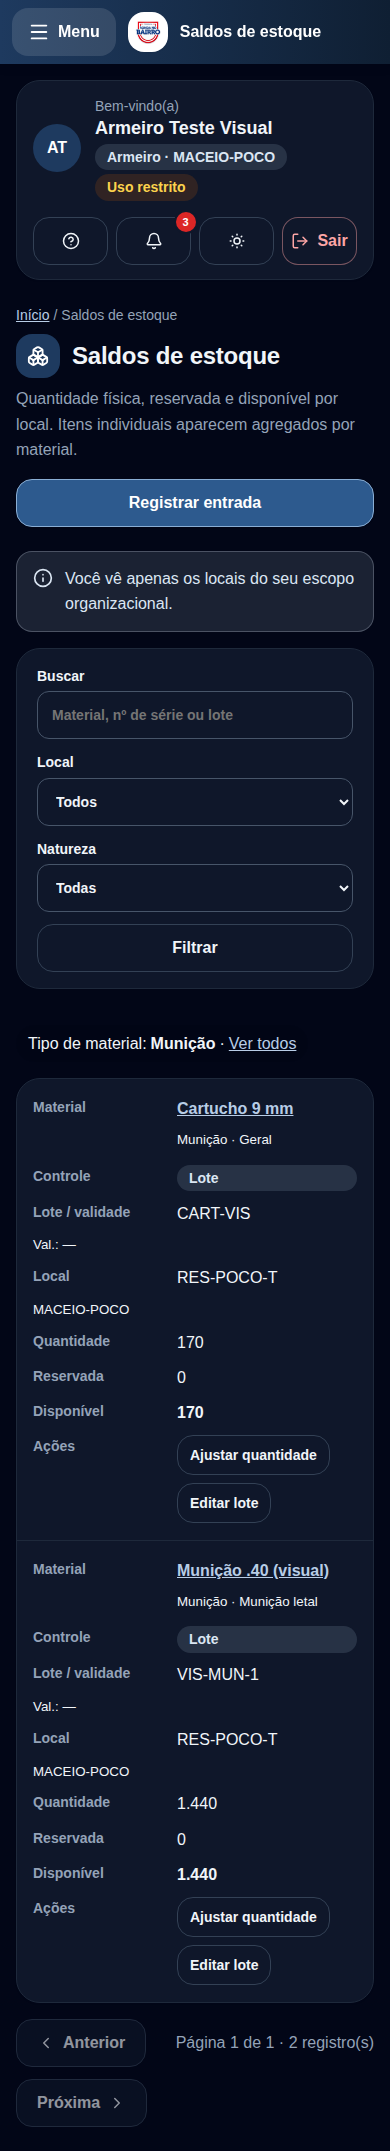 Menu
BAIRRO
Saldos de estoque
Bem-vindo(a)
AT
Armeiro Teste Visual
Armeiro · MACEIO-POCO
Uso restrito
3
Sair
Início / Saldos de estoque
Saldos de estoque
Quantidade física, reservada e disponível por
local. Itens individuais aparecem agregados por
material.
Registrar entrada
Você vê apenas os locais do seu escopo
organizacional.
Buscar
Material, nº de série ou lote
Local
Todos
Natureza
Todas
Filtrar
Tipo de material: Munição · Ver todos
Material
Cartucho 9 mm
Munição · Geral
Controle
Lote
Lote / validade
CART-VIS
Val.: —
Local
RES-POCO-T
MACEIO-POCO
Quantidade
170
Reservada
0
Disponível
170
Ações
Ajustar quantidade
Editar lote
Material
Munição .40 (visual)
Munição · Munição letal
Controle
Lote
Lote / validade
VIS-MUN-1
Val.: —
Local
RES-POCO-T
MACEIO-POCO
Quantidade
1.440
Reservada
0
Disponível
1.440
Ações
Ajustar quantidade
Editar lote
Anterior
Página 1 de 1 · 2 registro(s)
Próxima